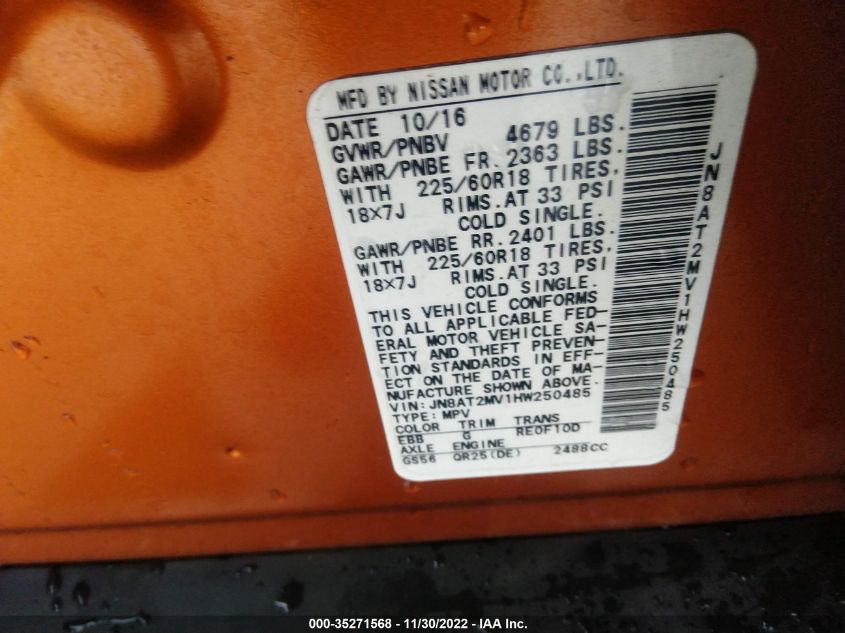 MFD BY NISSAN MOTOR CO.,LTD.
DATE 10/16
GVWR/PNBV 4679 LBS.
GAWR/PNBE FR. 2363 LBS.
WITH 225/60R18 TIRES,
18×7J RIMS.AT 33 PSI
COLD SINGLE.
GAWR/PNBE RR. 2401 LBS.
WITH 225/60R18 TIRES,
18×7J RIMS.AT 33 PSI
COLD SINGLE.
THIS VEHICLE CONFORMS
TO ALL APPLICABLE FED-
ERAL MOTOR VEHICLE SA-
FETY AND THEFT PREVEN-
TION STANDARDS IN EFF-
ECT ON THE DATE OF MA-
NUFACTURE SHOWN ABOVE.
VIN: JN8AT2MV1HW250485
TYPE: MPV
COLOR TRIM TRANS
EBB G RE0F10D
AXLE ENGINE
GS56 QR25(DE) 2488CC
JN8AT2MV1HW250485
000-35271568 - 11/30/2022 - IAA Inc.